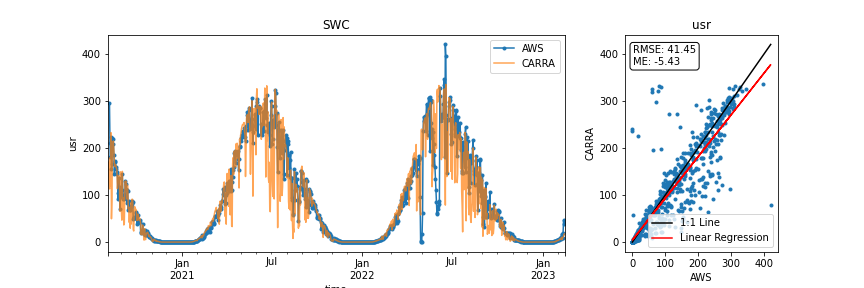 SWC
usr
400
300
200
100
0
usr
AWS
CARRA
Jan
2021
Jul
Jan
2022
Jul
Jan
2023
time
usr
400
300
200
100
0
CARRA
RMSE: 41.45
ME: -5.43
1:1 Line
Linear Regression
0
100
200
300
400
AWS